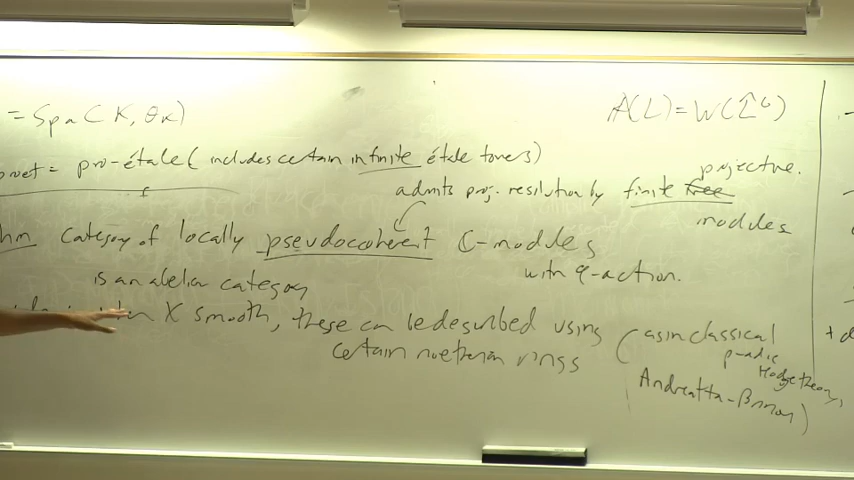 = Spa(K, θ_K)
A(L) = W(L̂^♭)
proet = pro-étale (includes certain infinite étale towers)
admits proj. resolution by finite free projective.
modules
thm category of locally pseudocoherent C-modules
with φ-action.
is an abelian category
X smooth, these can be described using (as in classical
certain noetherian rings
p-adic
Hodge theory,
Andreatta-Brinon)
+ d